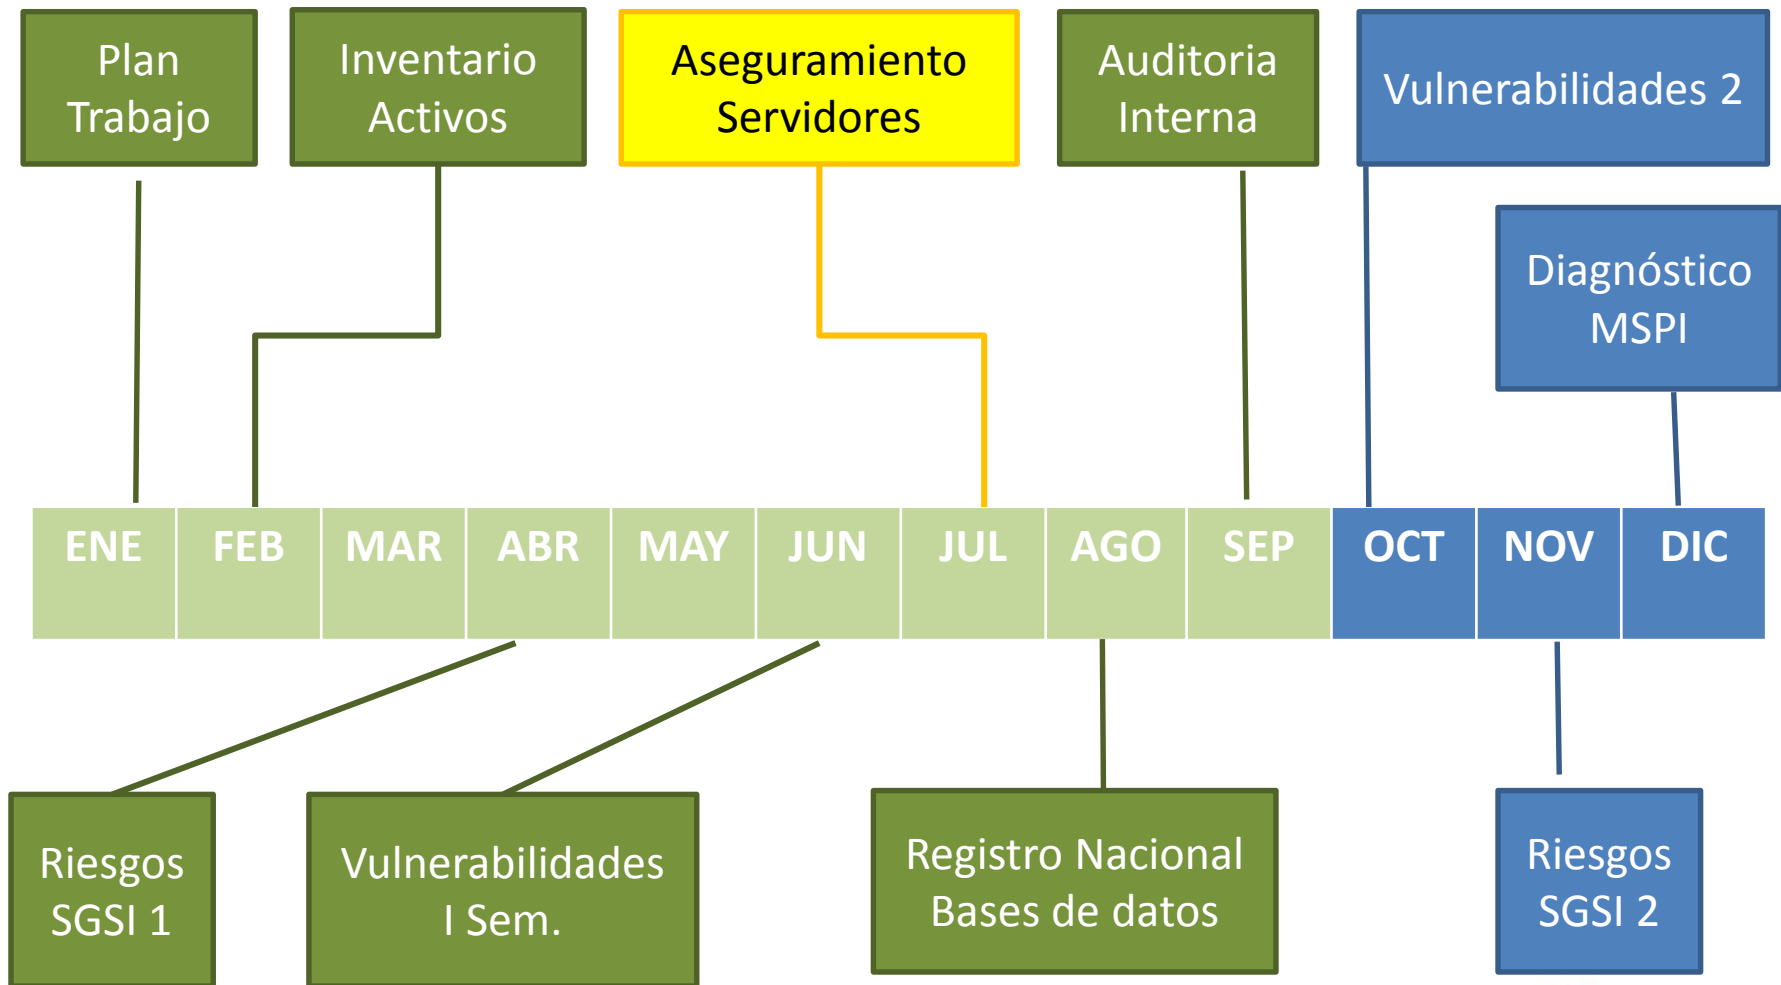 Plan
Trabajo
Inventario
Activos
Aseguramiento
Servidores
Auditoria
Interna
Vulnerabilidades 2
Diagnóstico
MSPI
ENE FEB MAR ABR MAY JUN JUL AGO SEP OCT NOV DIC
Riesgos
SGSI 1
Vulnerabilidades
I Sem.
Registro Nacional
Bases de datos
Riesgos
SGSI 2